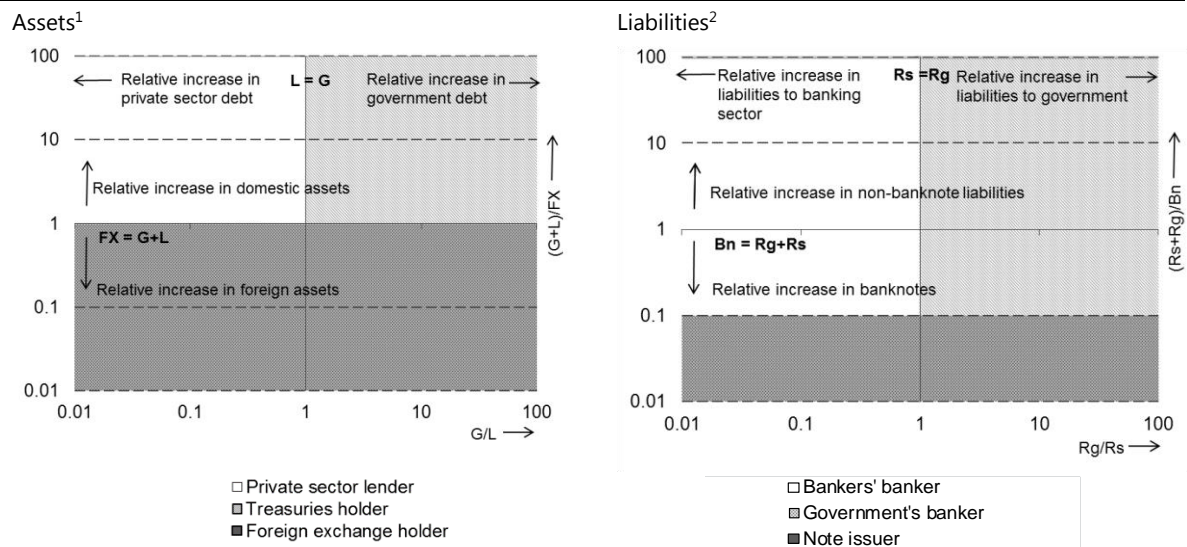 Assets¹
100
Relative increase in
private sector debt
L = G
Relative increase in
government debt
10
Relative increase in domestic assets
1
FX = G+L
Relative increase in foreign assets
0.1
0.01
0.01 0.1 1 10 100
G/L
(G+L)/FX
Private sector lender
Treasuries holder
Foreign exchange holder
Liabilities²
100
Relative increase in
liabilities to banking
sector
Rs =Rg
Relative increase in
liabilities to government
10
Relative increase in non-banknote liabilities
1
Bn = Rg+Rs
Relative increase in banknotes
0.1
0.01
0.01 0.1 1 10 100
Rg/Rs
(Rs+Rg)/Bn
Bankers' banker
Government's banker
Note issuer